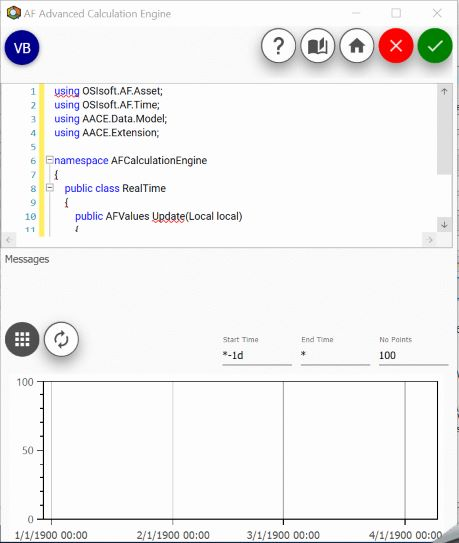 AF Advanced Calculation Engine
VB
?
1 using OSIsoft.AF.Asset;
2 using OSIsoft.AF.Time;
3 using AACE.Data.Model;
4 using AACE.Extension;
5
6 namespace AFCalculationEngine
7 {
8 public class RealTime
9 {
10 public AFValues Update(Local local)
11 {
Messages
Start Time End Time No Points
*-1d * 100
100
50
0
1/1/1900 00:00 2/1/1900 00:00 3/1/1900 00:00 4/1/1900 00:00